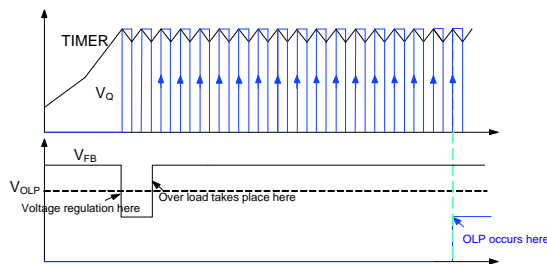 TIMER
VQ
VFB
VOLP
Voltage regulation here
Over load takes place here
OLP occurs here